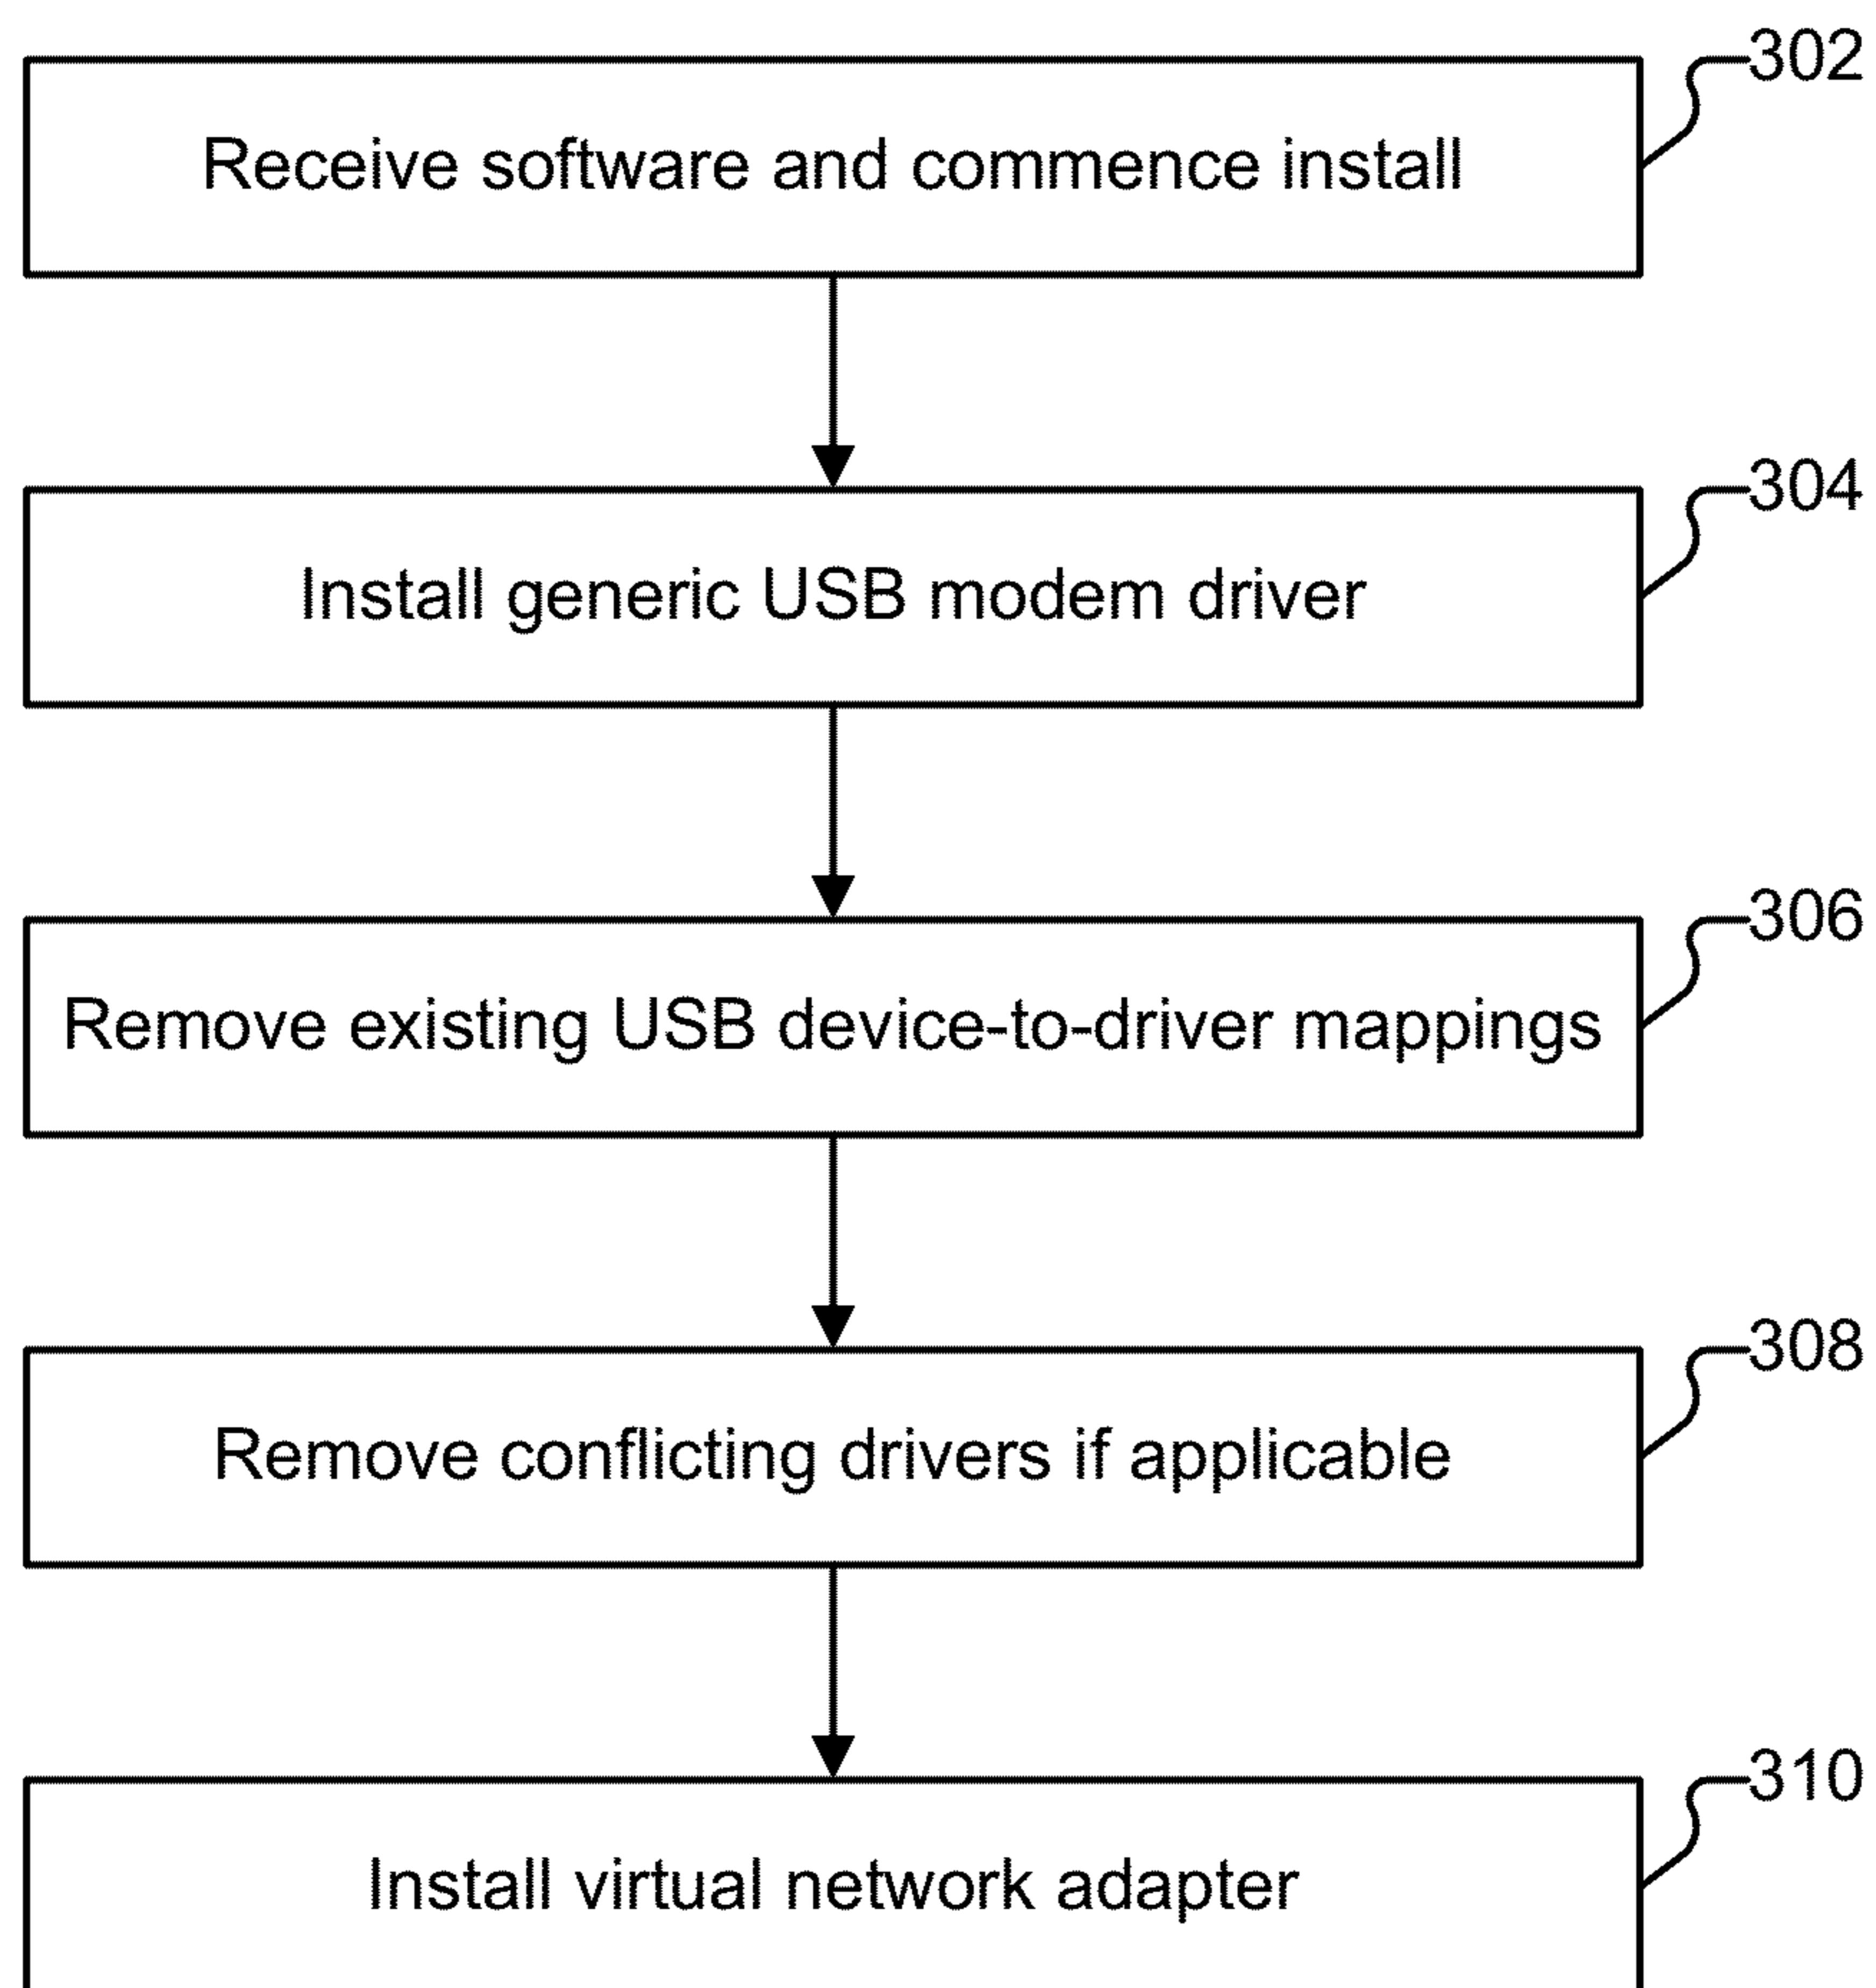 302
Receive software and commence install
304
Install generic USB modem driver
306
Remove existing USB device-to-driver mappings
308
Remove conflicting drivers if applicable
310
Install virtual network adapter